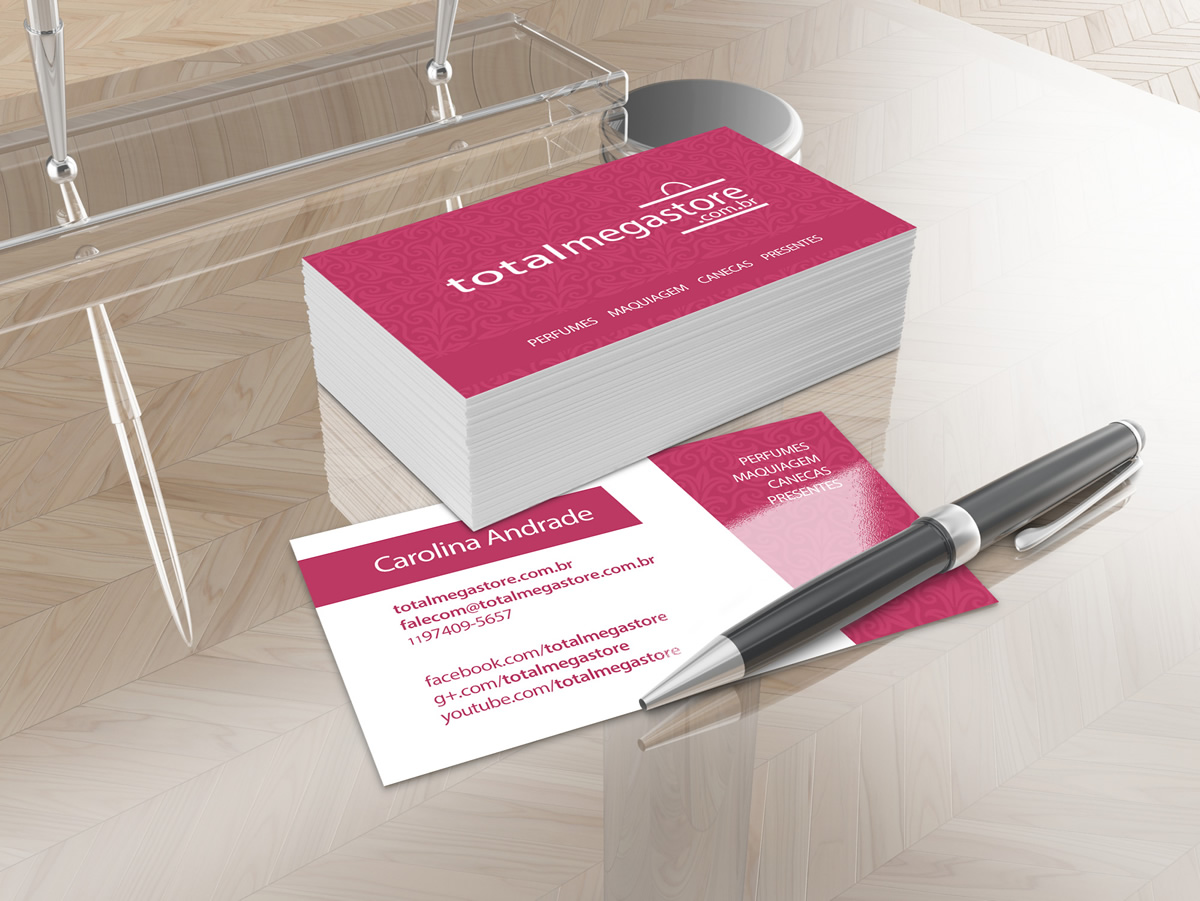 totalmegastore
.com.br
PERFUMES MAQUIAGEM CANECAS PRESENTES
PERFUMES
MAQUIAGEM
CANECAS
PRESENTES
Carolina Andrade
totalmegastore.com.br
falecom@totalmegastore.com.br
1197409-5657
facebook.com/totalmegastore
g+.com/totalmegastore
youtube.com/totalmegastore